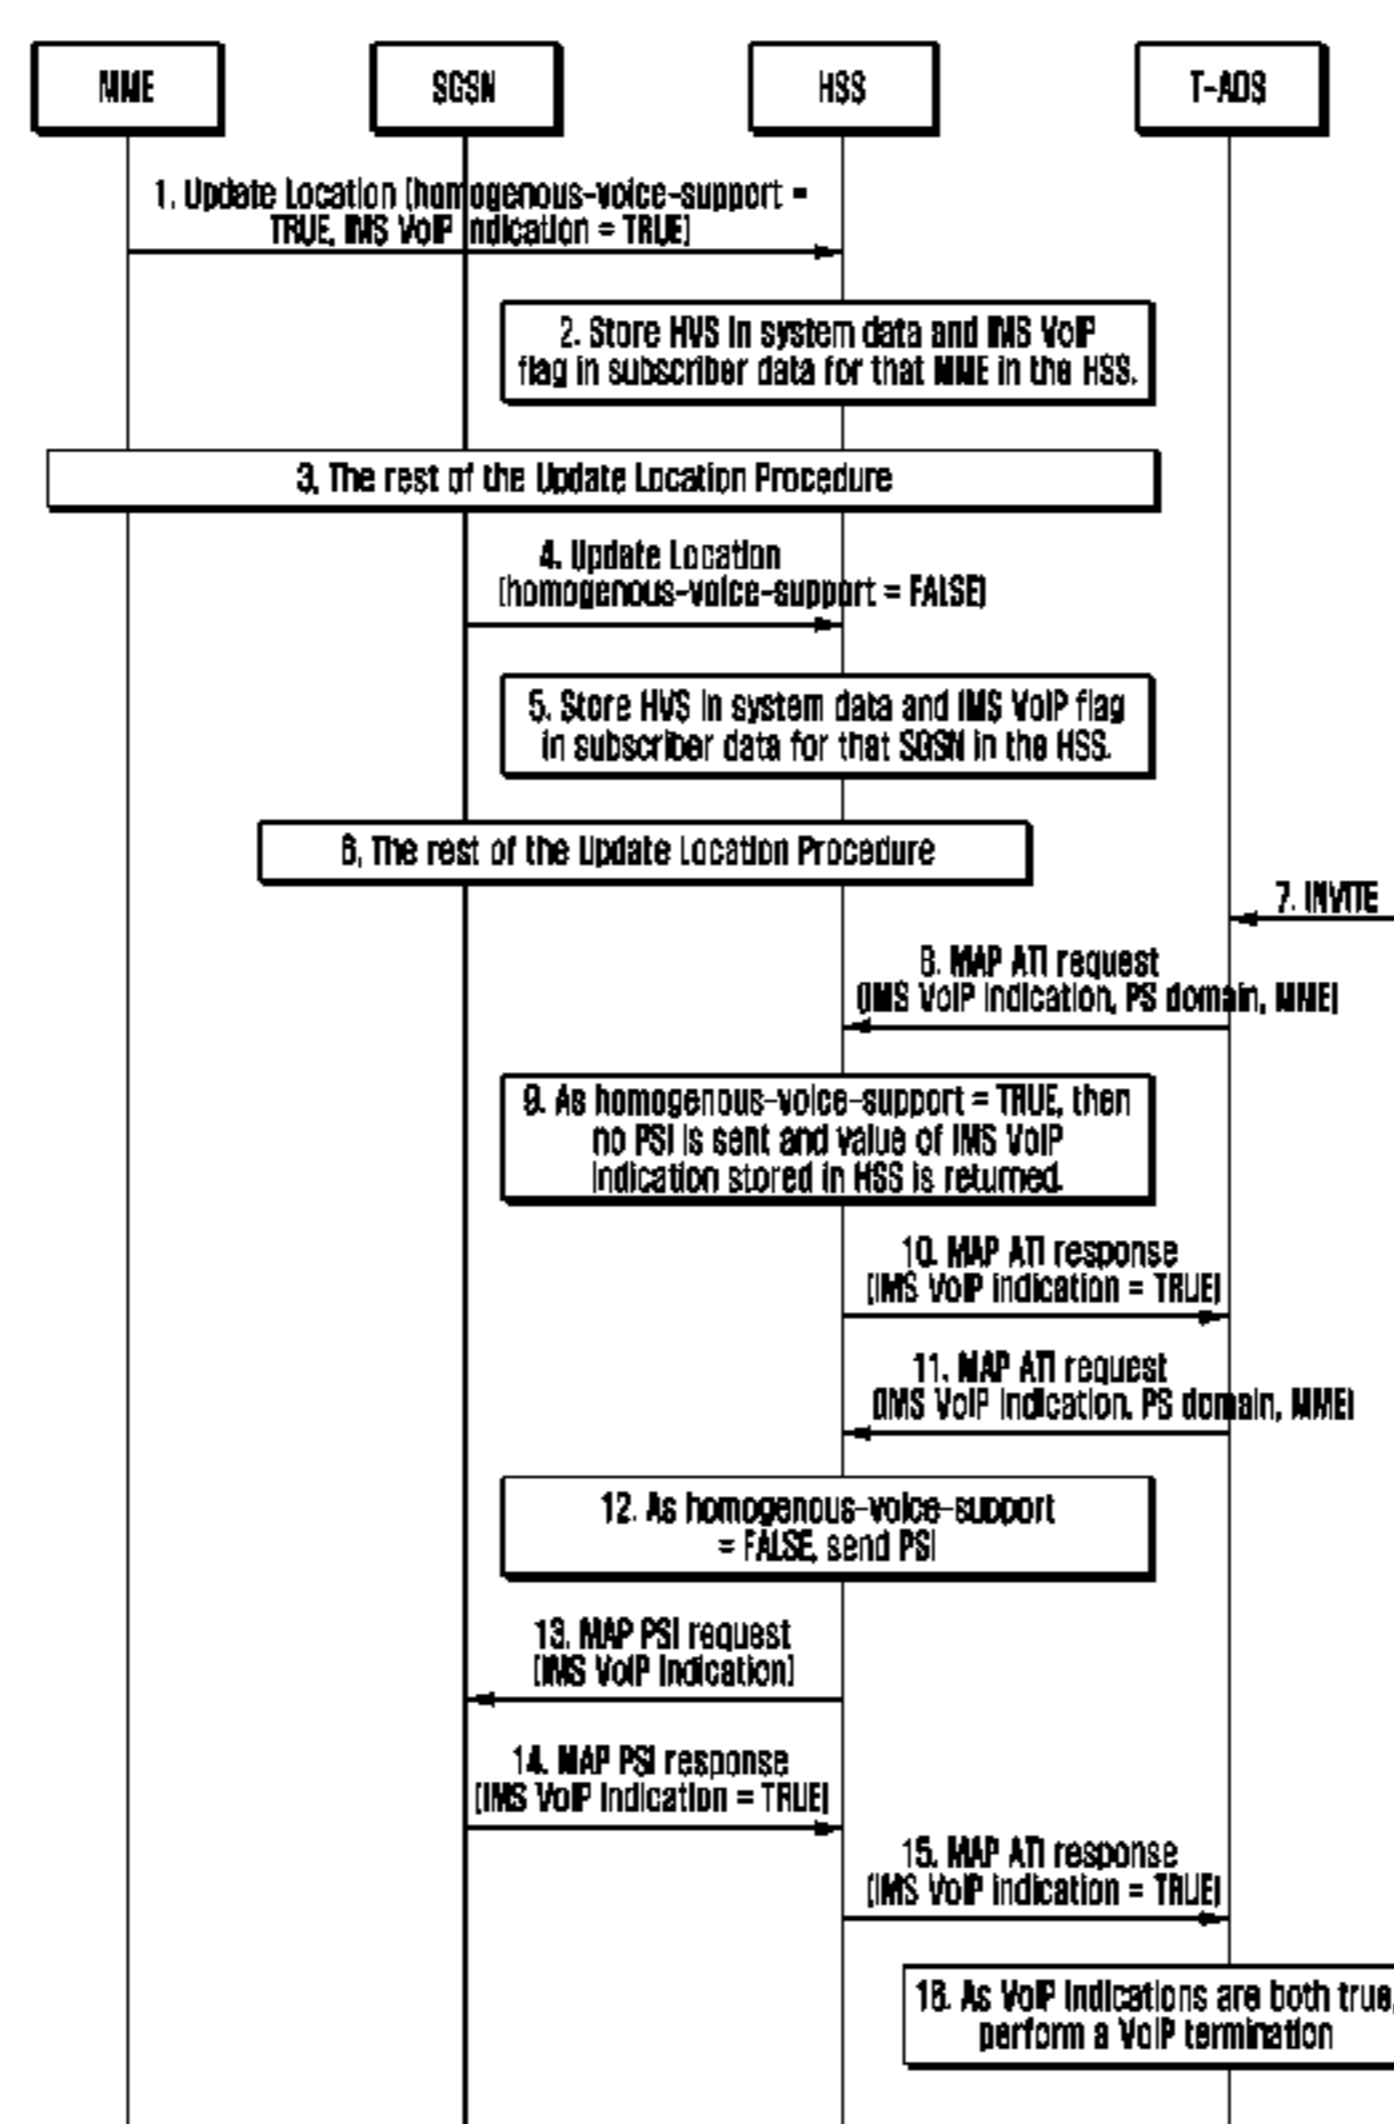 MME
SGSN
HSS
T-ADS
1. Update Location (homogenous-voice-support =
TRUE, IMS VoIP indication = TRUE)
2. Store HVS in system data and IMS VoIP
flag in subscriber data for that MME in the HSS.
3. The rest of the Update Location Procedure
4. Update Location
(homogenous-voice-support = FALSE)
5. Store HVS in system data and IMS VoIP flag
in subscriber data for that SGSN in the HSS.
6. The rest of the Update Location Procedure
7. INVITE
8. MAP ATI request
(IMS VoIP indication, PS domain, MME)
9. As homogenous-voice-support = TRUE, then
no PSI is sent and value of IMS VoIP
indication stored in HSS is returned.
10. MAP ATI response
(IMS VoIP indication = TRUE)
11. MAP ATI request
(IMS VoIP indication, PS domain, MME)
12. As homogenous-voice-support
= FALSE, send PSI
13. MAP PSI request
(IMS VoIP indication)
14. MAP PSI response
(IMS VoIP indication = TRUE)
15. MAP ATI response
(IMS VoIP indication = TRUE)
16. As VoIP indications are both true,
perform a VoIP termination